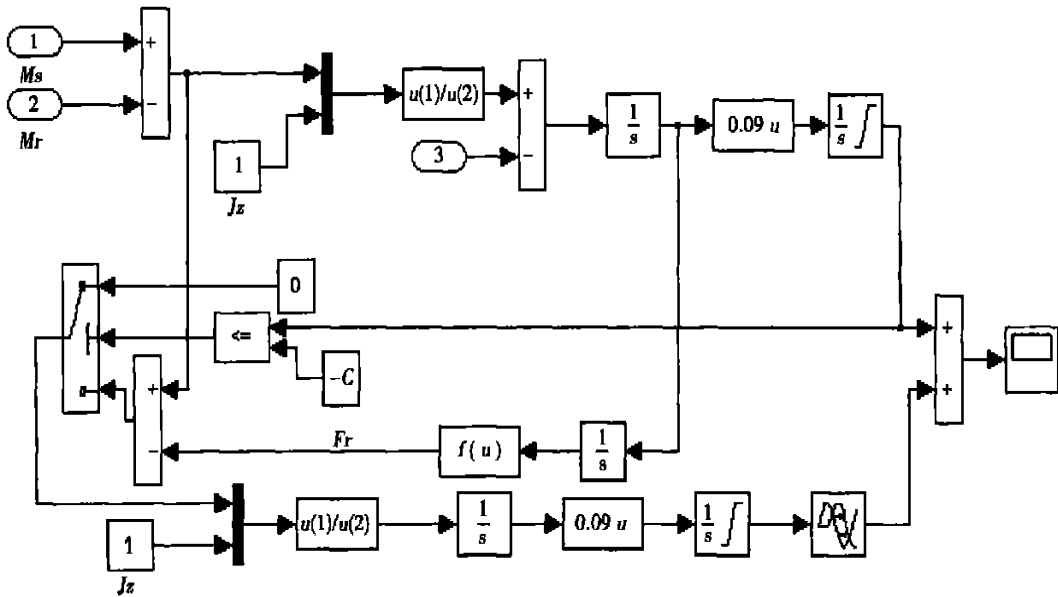 1
+
Ms
2
−
Mr
u(1)/u(2)
+
1
Jz
3
−
1
s
0.09 u
1
s
0
<=
−C
+
−
Fr
f( u )
1
s
+
+
1
Jz
u(1)/u(2)
1
s
0.09 u
1
s